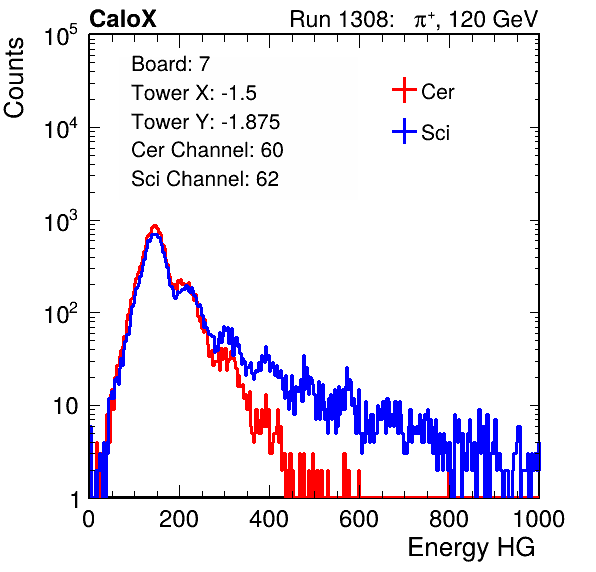 CaloX Run 1308: π⁺, 120 GeV
10⁵
Counts
Board: 7
Tower X: -1.5
Tower Y: -1.875
Cer Channel: 60
Sci Channel: 62
Cer
Sci
10⁴
10³
10²
10
1
0 200 400 600 800 1000
Energy HG